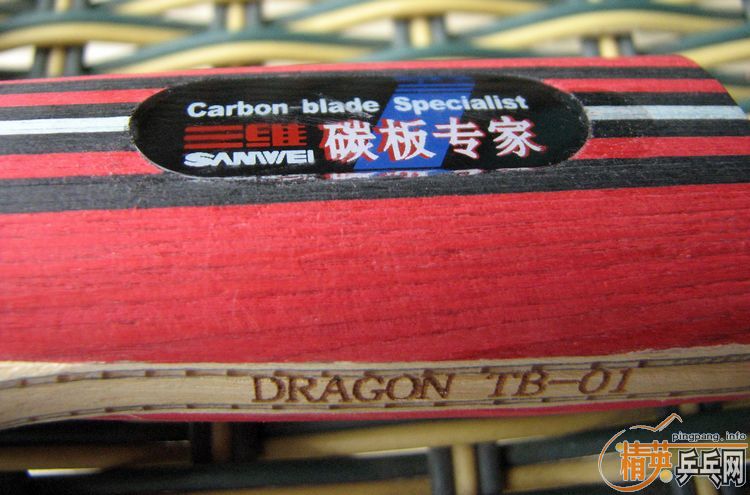 Carbon blade Specialist
三维
SANWEI
碳板专家
DRAGON TB-01
pingpang.info
精英乒乓网